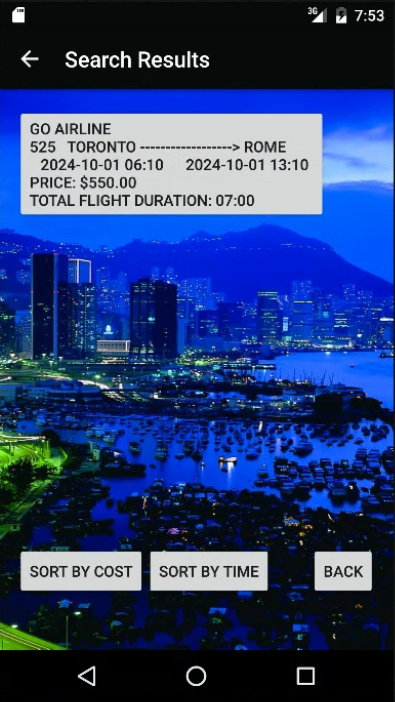 3G 7:53
Search Results
GO AIRLINE
525 TORONTO ------------------> ROME
2024-10-01 06:10 2024-10-01 13:10
PRICE: $550.00
TOTAL FLIGHT DURATION: 07:00
SORT BY COST SORT BY TIME BACK